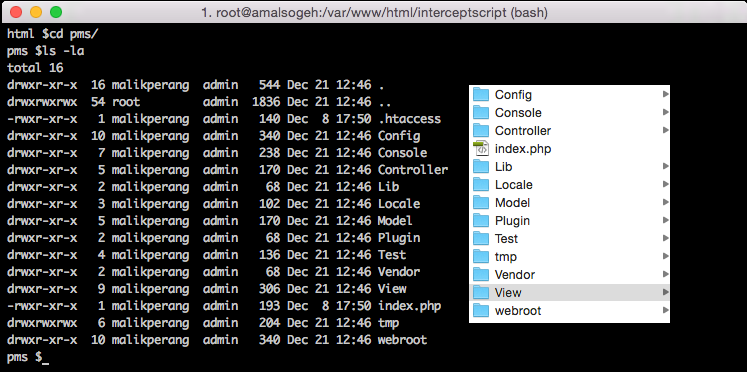 1. root@amalsogeh:/var/www/html/interceptscript (bash)
html $cd pms/
pms $ls -la
total 16
drwxr-xr-x  16 malikperang  admin   544 Dec 21 12:46 .
drwxrwxrwx  54 root         admin  1836 Dec 21 12:46 ..
-rwxr-xr-x   1 malikperang  admin   140 Dec  8 17:50 .htaccess
drwxr-xr-x  10 malikperang  admin   340 Dec 21 12:46 Config
drwxr-xr-x   7 malikperang  admin   238 Dec 21 12:46 Console
drwxr-xr-x   5 malikperang  admin   170 Dec 21 12:46 Controller
drwxr-xr-x   2 malikperang  admin    68 Dec 21 12:46 Lib
drwxr-xr-x   3 malikperang  admin   102 Dec 21 12:46 Locale
drwxr-xr-x   5 malikperang  admin   170 Dec 21 12:46 Model
drwxr-xr-x   2 malikperang  admin    68 Dec 21 12:46 Plugin
drwxr-xr-x   4 malikperang  admin   136 Dec 21 12:46 Test
drwxr-xr-x   2 malikperang  admin    68 Dec 21 12:46 Vendor
drwxr-xr-x   9 malikperang  admin   306 Dec 21 12:46 View
-rwxr-xr-x   1 malikperang  admin   193 Dec  8 17:50 index.php
drwxrwxrwx   6 malikperang  admin   204 Dec 21 12:46 tmp
drwxr-xr-x  10 malikperang  admin   340 Dec 21 12:46 webroot
pms $_
Config
Console
Controller
index.php
Lib
Locale
Model
Plugin
Test
tmp
Vendor
View
webroot